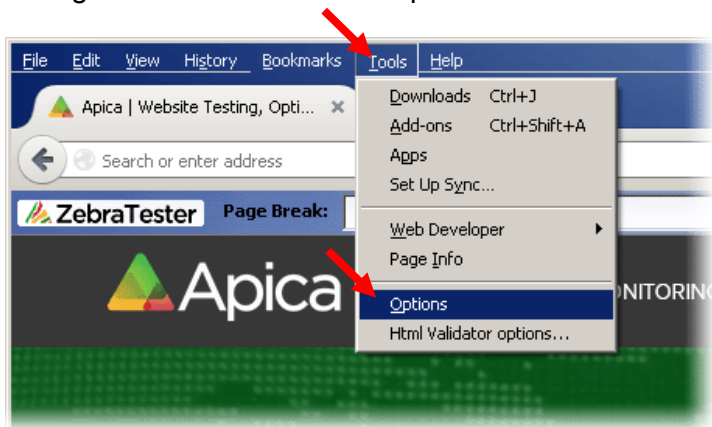 File Edit View History Bookmarks Tools Help
Apica | Website Testing, Opti...
Downloads Ctrl+J
Add-ons Ctrl+Shift+A
Apps
Set Up Sync...
Web Developer
Page Info
Options
Html Validator options...
Search or enter address
ZebraTester Page Break:
Apica
NITORIN